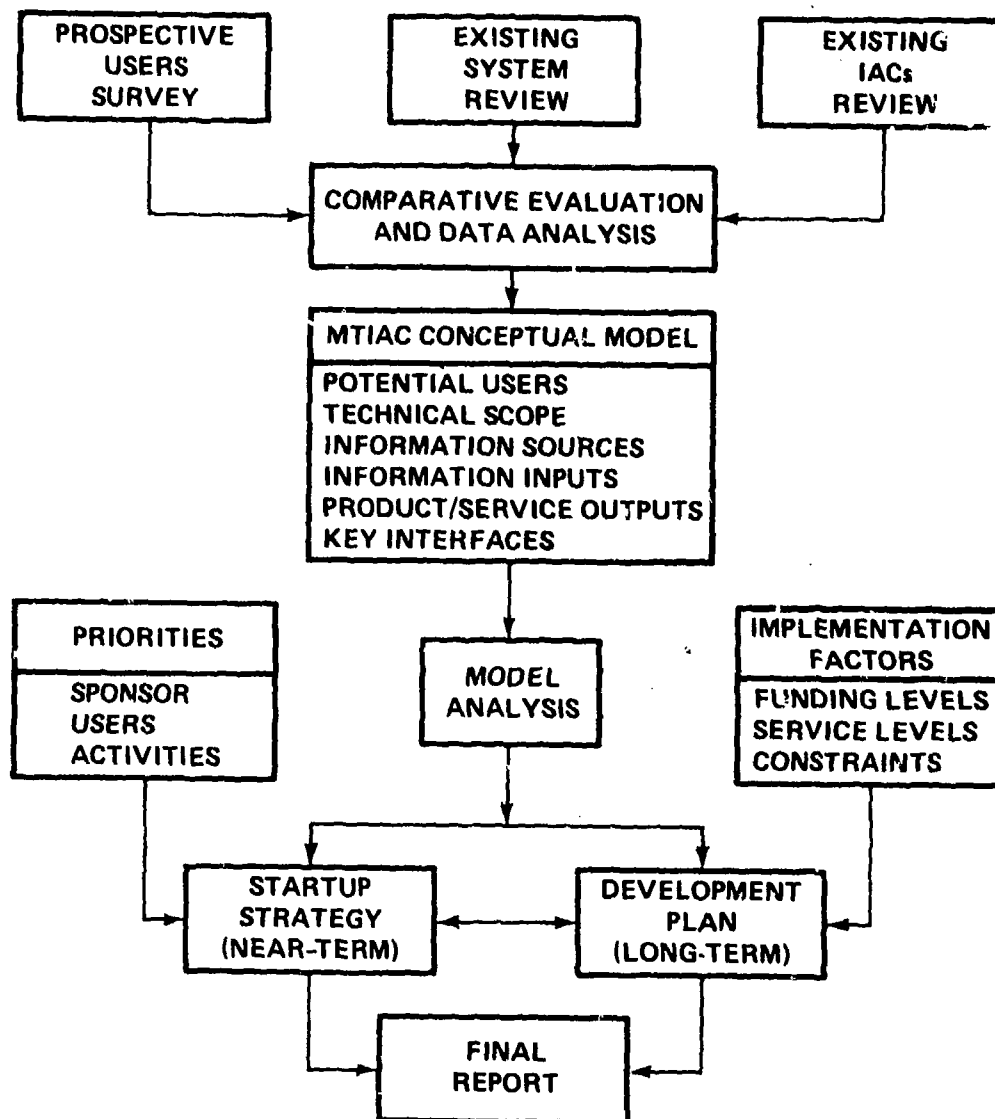 PROSPECTIVE
USERS
SURVEY
EXISTING
SYSTEM
REVIEW
EXISTING
IACs
REVIEW
COMPARATIVE EVALUATION
AND DATA ANALYSIS
MTIAC CONCEPTUAL MODEL
POTENTIAL USERS
TECHNICAL SCOPE
INFORMATION SOURCES
INFORMATION INPUTS
PRODUCT/SERVICE OUTPUTS
KEY INTERFACES
PRIORITIES
SPONSOR
USERS
ACTIVITIES
MODEL
ANALYSIS
IMPLEMENTATION
FACTORS
FUNDING LEVELS
SERVICE LEVELS
CONSTRAINTS
STARTUP
STRATEGY
(NEAR-TERM)
DEVELOPMENT
PLAN
(LONG-TERM)
FINAL
REPORT